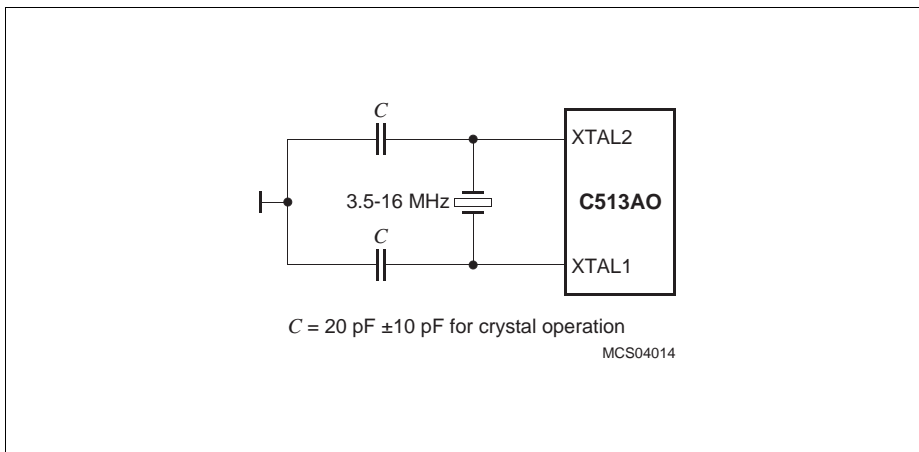 C
XTAL2
3.5-16 MHz
C513AO
C
XTAL1
C = 20 pF ±10 pF for crystal operation
MCS04014